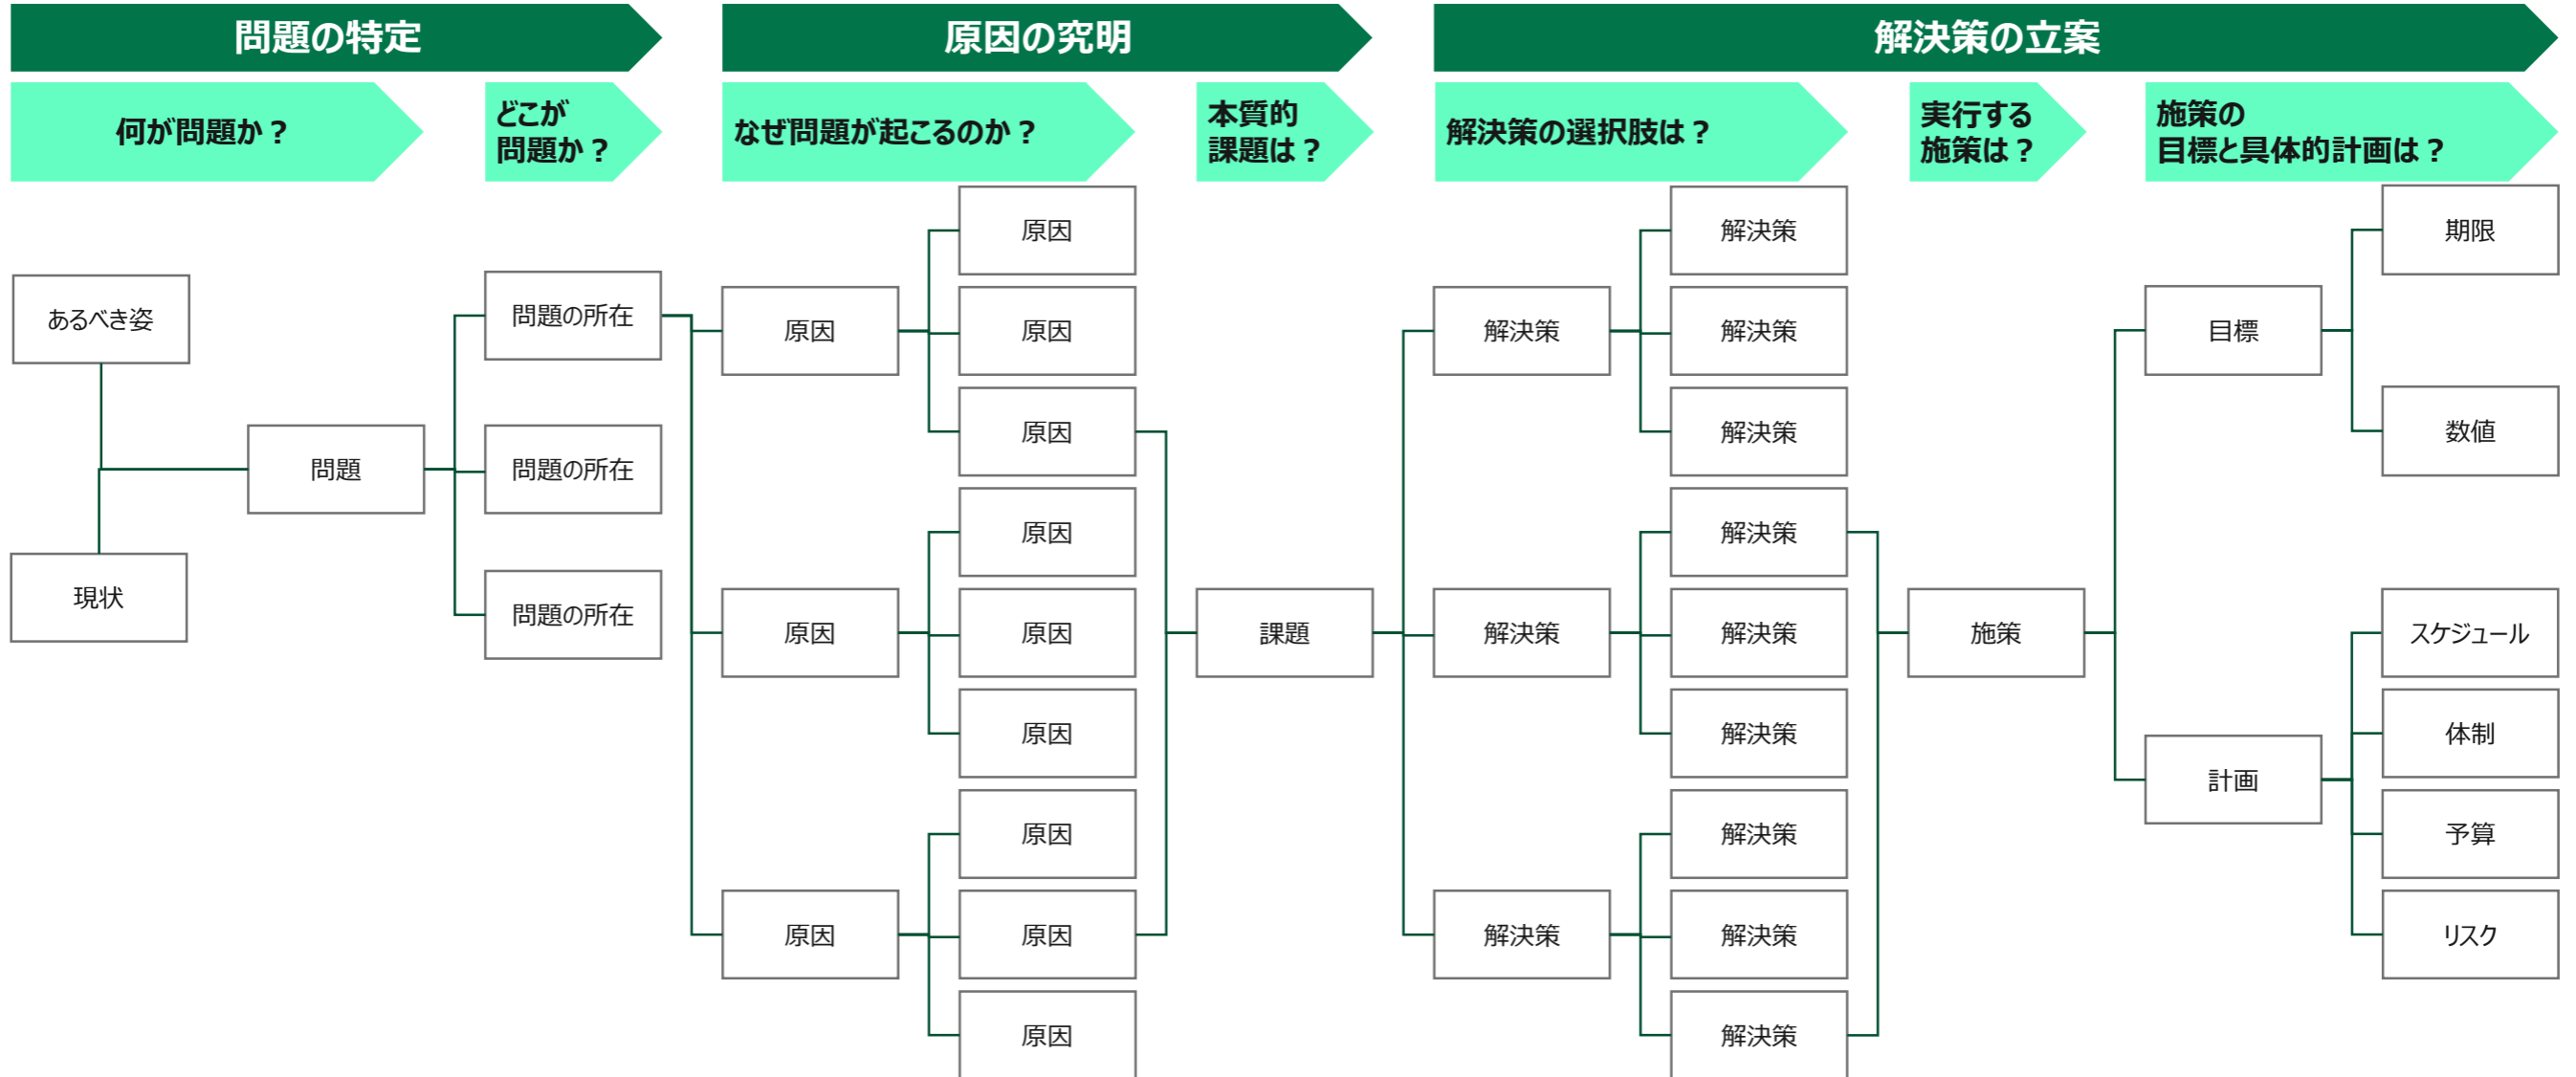 問題の特定
原因の究明
解決策の立案
何が問題か？
どこが
問題か？
なぜ問題が起こるのか？
本質的
課題は？
解決策の選択肢は？
実行する
施策は？
施策の
目標と具体的計画は？
あるべき姿
現状
問題
問題の所在
問題の所在
問題の所在
原因
原因
原因
原因
原因
原因
原因
原因
原因
原因
原因
原因
課題
解決策
解決策
解決策
解決策
解決策
解決策
解決策
解決策
解決策
解決策
解決策
解決策
施策
目標
計画
期限
数値
スケジュール
体制
予算
リスク